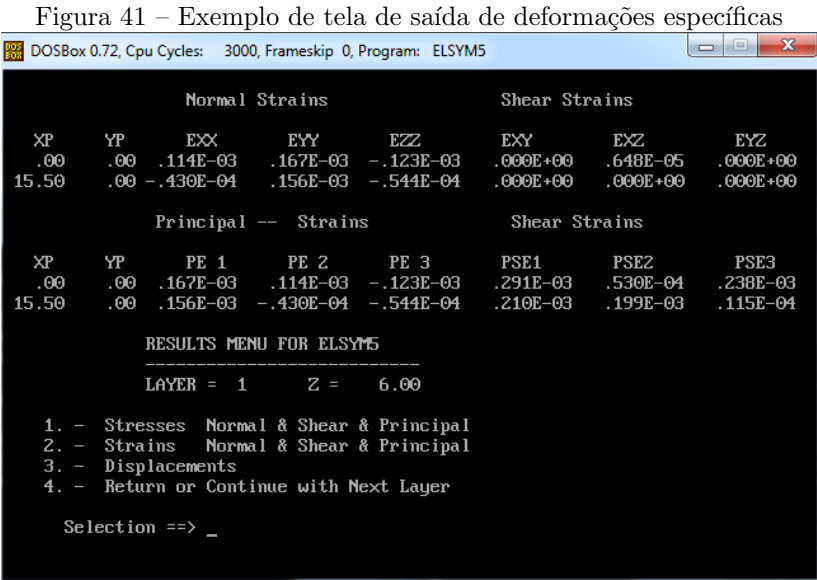 Figura 41 – Exemplo de tela de saída de deformações específicas
DOSBox 0.72, Cpu Cycles: 3000, Frameskip 0, Program: ELSYM5
Normal Strains Shear Strains
XP YP EXX EYY EZZ EXY EXZ EYZ
.00 .00 .114E-03 .167E-03 -.123E-03 .000E+00 .648E-05 .000E+00
15.50 .00 -.430E-04 .156E-03 -.544E-04 .000E+00 .000E+00 .000E+00
Principal -- Strains Shear Strains
XP YP PE 1 PE 2 PE 3 PSE1 PSE2 PSE3
.00 .00 .167E-03 .114E-03 -.123E-03 .291E-03 .530E-04 .238E-03
15.50 .00 .156E-03 -.430E-04 -.544E-04 .210E-03 .199E-03 .115E-04
RESULTS MENU FOR ELSYM5
----------------------------
LAYER = 1 Z = 6.00
1. - Stresses Normal & Shear & Principal
2. - Strains Normal & Shear & Principal
3. - Displacements
4. - Return or Continue with Next Layer
Selection ==> _